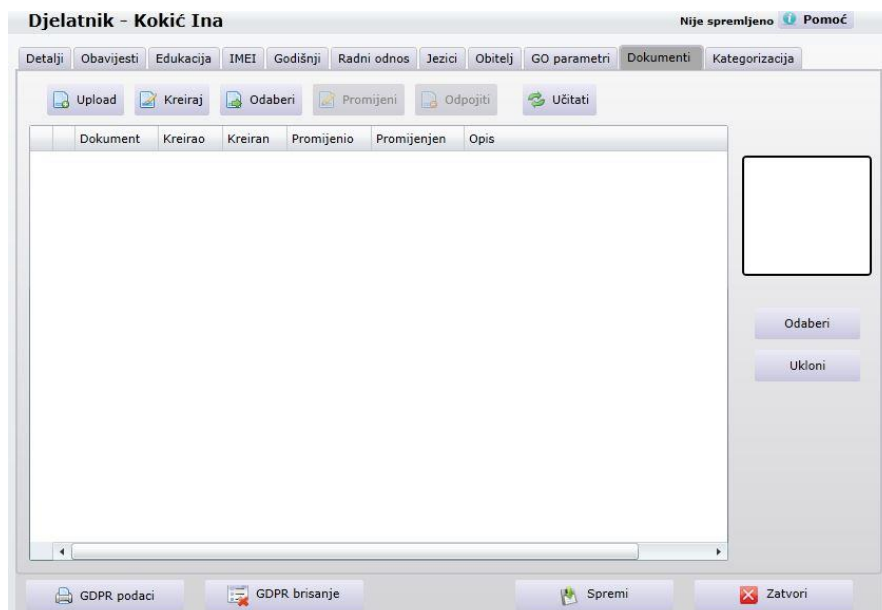 Djelatnik - Kokić Ina
Nije spremljeno Pomoć
Detalji Obavijesti Edukacija IMEI Godišnji Radni odnos Jezici Obitelj GO parametri Dokumenti Kategorizacija
Upload Kreiraj Odaberi Promijeni Odpojiti Učitati
Dokument Kreirao Kreiran Promijenio Promijenjen Opis
Odaberi
Ukloni
GDPR podaci GDPR brisanje Spremi Zatvori